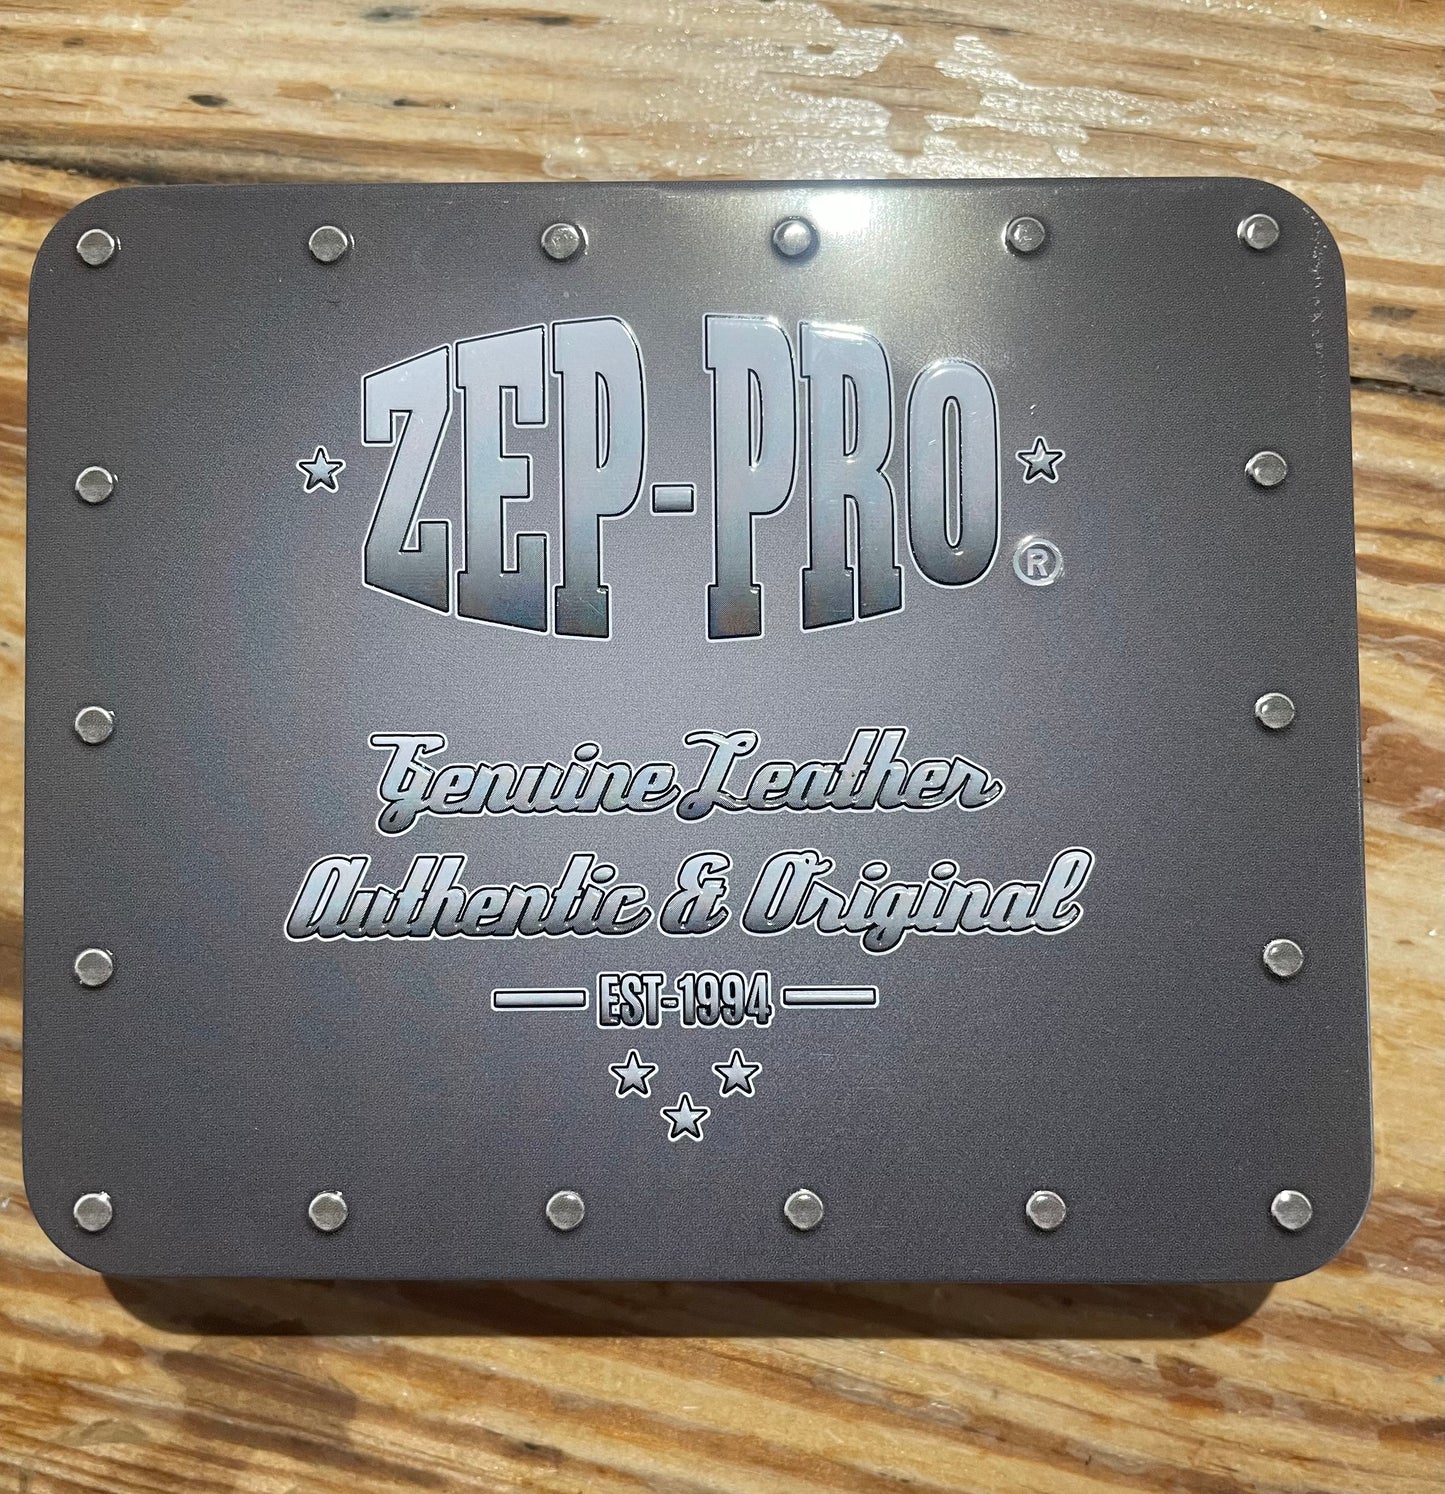 ZEP-PRO®
Genuine Leather
Authentic & Original
EST-1994